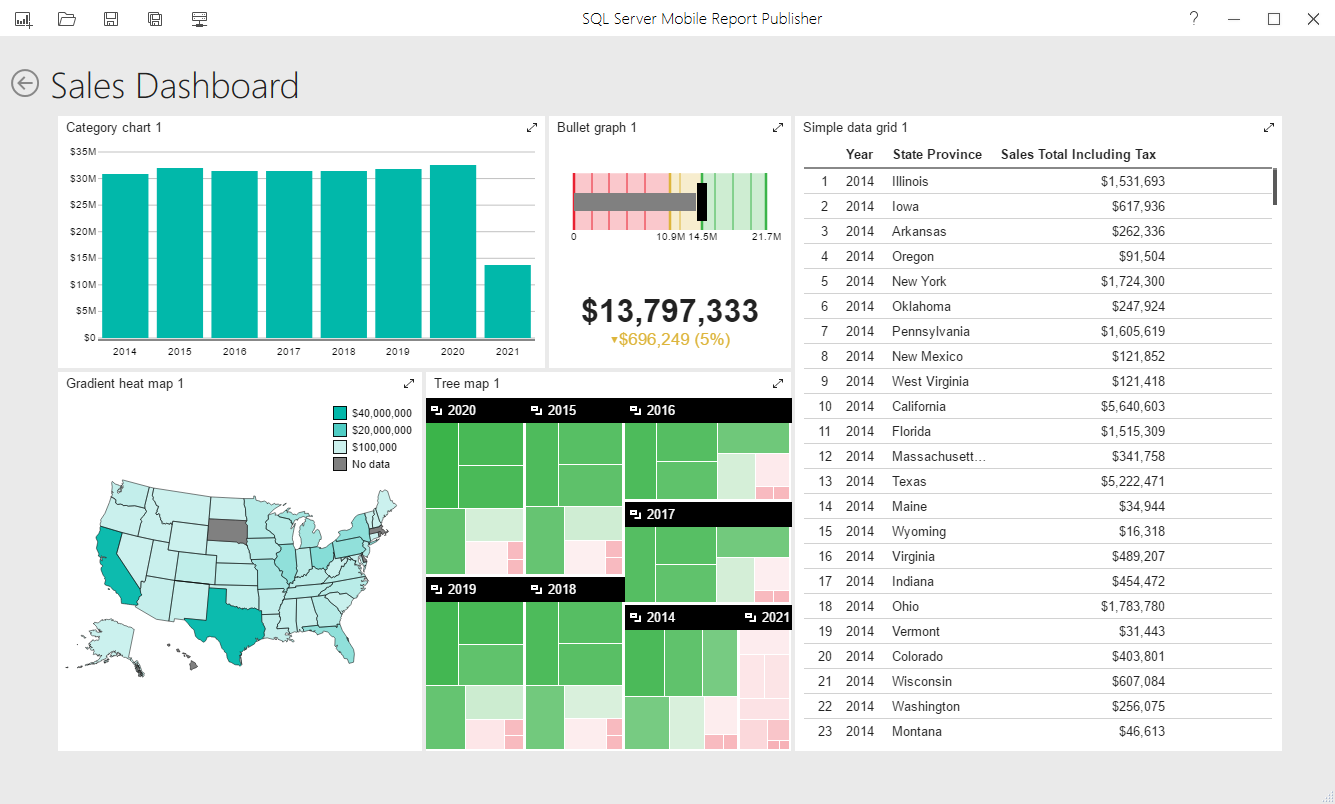 SQL Server Mobile Report Publisher
Sales Dashboard
Category chart 1
$35M
$30M
$25M
$20M
$15M
$10M
$5M
$0
2014 2015 2016 2017 2018 2019 2020 2021
Bullet graph 1
0 10.9M 14.5M 21.7M
$13,797,333
▼$696,249 (5%)
Gradient heat map 1
$40,000,000
$20,000,000
$100,000
No data
Tree map 1
2020 2015 2016
2017
2019 2018
2014 2021
Simple data grid 1
Year State Province Sales Total Including Tax
1 2014 Illinois $1,531,693
2 2014 Iowa $617,936
3 2014 Arkansas $262,336
4 2014 Oregon $91,504
5 2014 New York $1,724,300
6 2014 Oklahoma $247,924
7 2014 Pennsylvania $1,605,619
8 2014 New Mexico $121,852
9 2014 West Virginia $121,418
10 2014 California $5,640,603
11 2014 Florida $1,515,309
12 2014 Massachusett... $341,758
13 2014 Texas $5,222,471
14 2014 Maine $34,944
15 2014 Wyoming $16,318
16 2014 Virginia $489,207
17 2014 Indiana $454,472
18 2014 Ohio $1,783,780
19 2014 Vermont $31,443
20 2014 Colorado $403,801
21 2014 Wisconsin $607,084
22 2014 Washington $256,075
23 2014 Montana $46,613